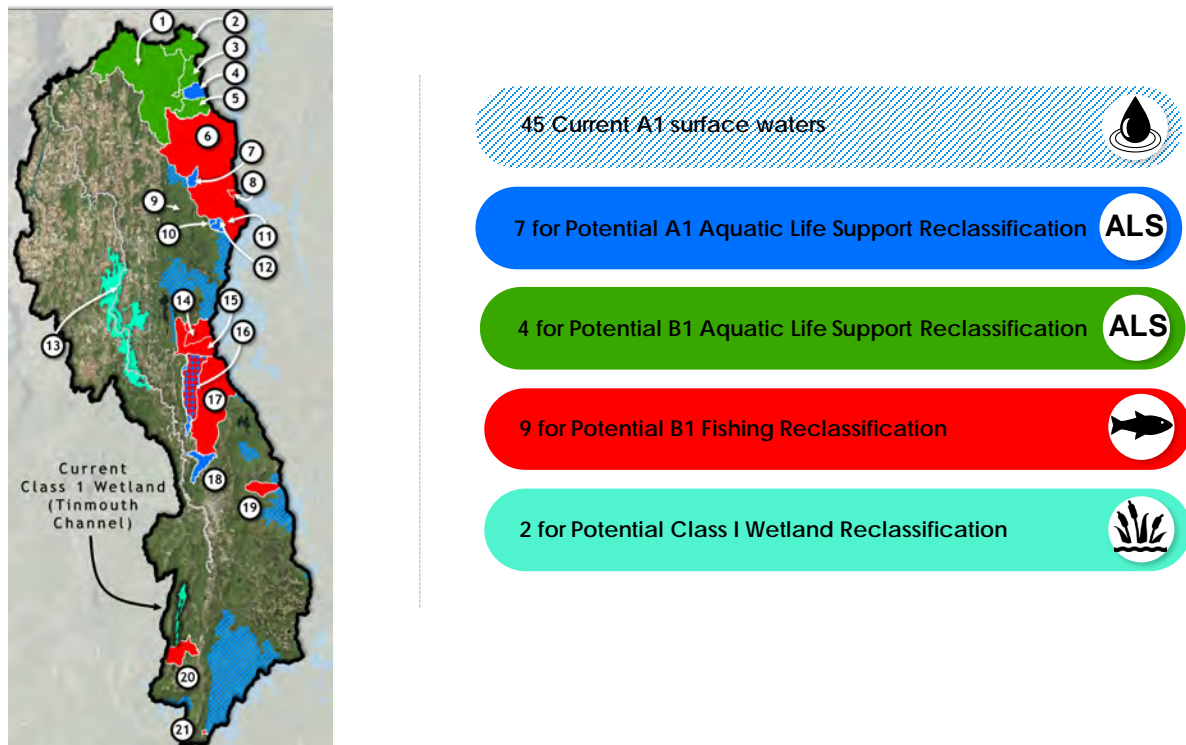 1
2
3
4
5
6
7
8
9
10
11
12
13
14
15
16
17
18
19
20
21
Current
Class 1 Wetland
(Tinmouth
Channel)
45 Current A1 surface waters
7 for Potential A1 Aquatic Life Support Reclassification
ALS
4 for Potential B1 Aquatic Life Support Reclassification
ALS
9 for Potential B1 Fishing Reclassification
2 for Potential Class I Wetland Reclassification